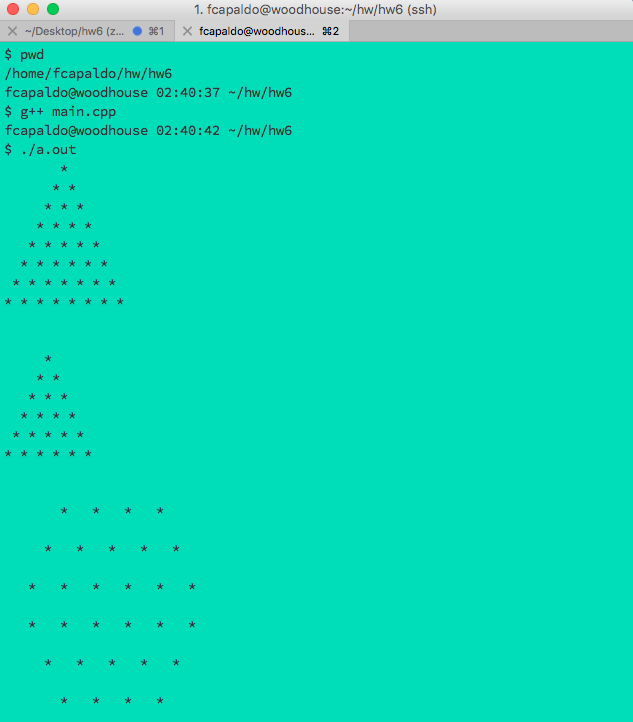 1. fcapaldo@woodhouse:~/hw/hw6 (ssh)
~/Desktop/hw6 (z... ⌘1 fcapaldo@woodhous... ⌘2
$ pwd
/home/fcapaldo/hw/hw6
fcapaldo@woodhouse 02:40:37 ~/hw/hw6
$ g++ main.cpp
fcapaldo@woodhouse 02:40:42 ~/hw/hw6
$ ./a.out
       *
      * *
     * * *
    * * * *
   * * * * *
  * * * * * *
 * * * * * * *
* * * * * * * *
     *
    * *
   * * *
  * * * *
 * * * * *
* * * * * *
       *   *   *   *
     *   *   *   *   *
   *   *   *   *   *   *
   *   *   *   *   *   *
     *   *   *   *   *
       *   *   *   *